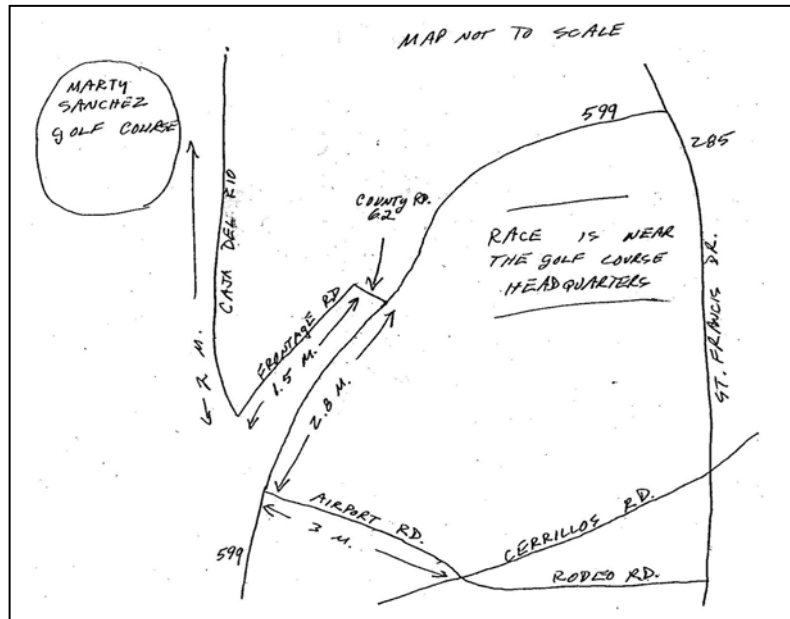 MAP NOT TO SCALE
MARTY
SANCHEZ
GOLF COURSE
599
285
COUNTY RD.
62
CAJA DEL RIO
RACE IS NEAR
THE GOLF COURSE
HEADQUARTERS
FRONTAGE RD
1.5 M.
2 M.
2.8 M.
ST. FRANCIS DR.
AIRPORT RD.
3 M.
CERRILLOS RD.
599
RODEO RD.